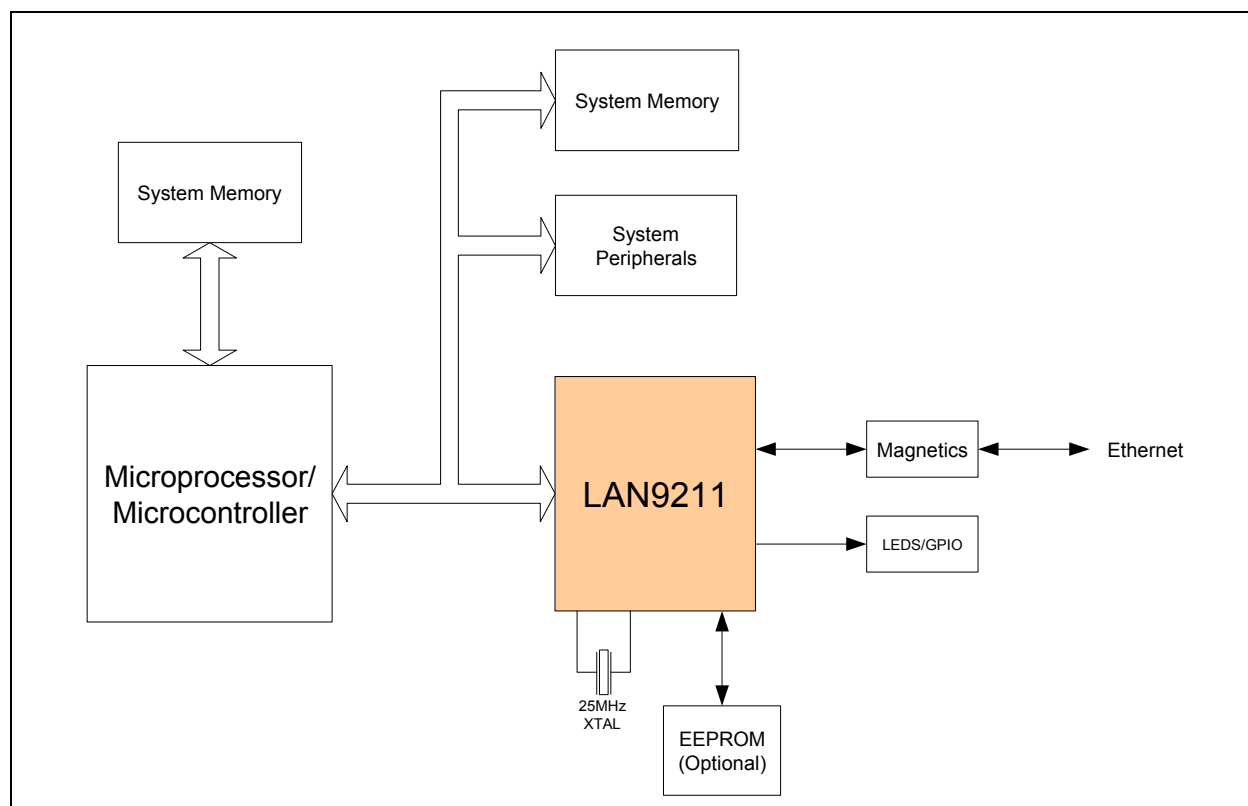 System Memory
System Memory
System
Peripherals
Microprocessor/
Microcontroller
LAN9211
Magnetics
Ethernet
LEDS/GPIO
25MHz
XTAL
EEPROM
(Optional)